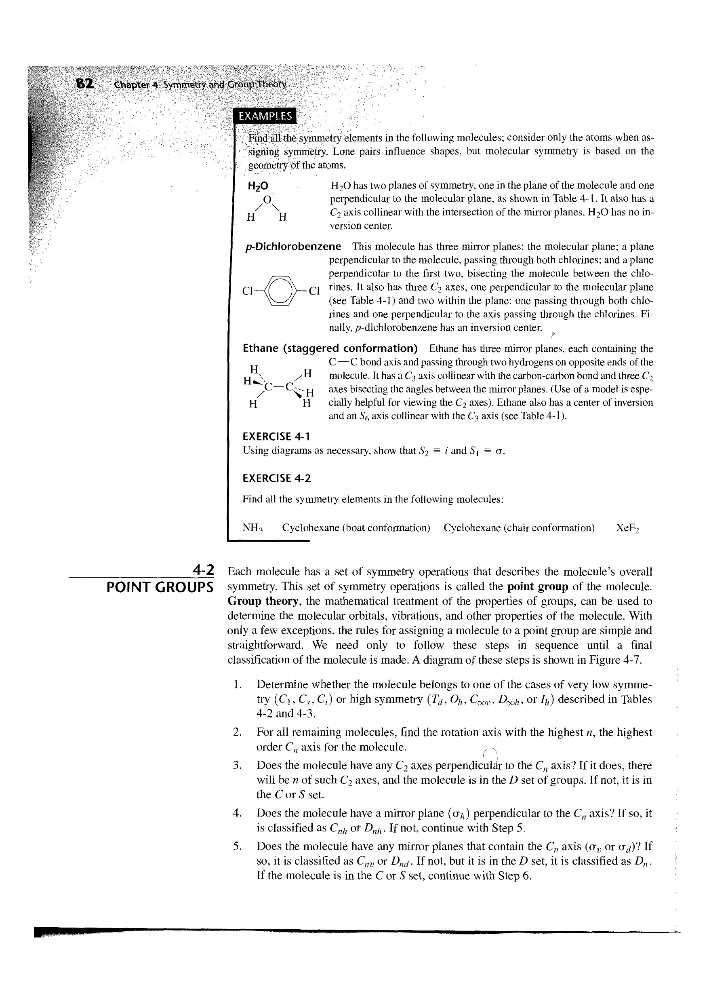 82 Chapter 4 Symmetry and Group Theory
EXAMPLES
Find all the symmetry elements in the following molecules; consider only the atoms when as-
signing symmetry. Lone pairs influence shapes, but molecular symmetry is based on the
geometry of the atoms.
H₂O H₂O has two planes of symmetry, one in the plane of the molecule and one
perpendicular to the molecular plane, as shown in Table 4-1. It also has a
C₂ axis collinear with the intersection of the mirror planes. H₂O has no in-
version center.
O
H H
p-Dichlorobenzene This molecule has three mirror planes: the molecular plane; a plane
perpendicular to the molecule, passing through both chlorines; and a plane
perpendicular to the first two, bisecting the molecule between the chlo-
rines. It also has three C₂ axes, one perpendicular to the molecular plane
(see Table 4-1) and two within the plane: one passing through both chlo-
rines and one perpendicular to the axis passing through the chlorines. Fi-
nally, p-dichlorobenzene has an inversion center.
Cl Cl
Ethane (staggered conformation) Ethane has three mirror planes, each containing the
C—C bond axis and passing through two hydrogens on opposite ends of the
molecule. It has a C₃ axis collinear with the carbon-carbon bond and three C₂
axes bisecting the angles between the mirror planes. (Use of a model is espe-
cially helpful for viewing the C₂ axes). Ethane also has a center of inversion
and an S₆ axis collinear with the C₃ axis (see Table 4-1).
H H
H
C—C H
H H
EXERCISE 4-1
Using diagrams as necessary, show that S₂ ≡ i and S₁ ≡ σ.
EXERCISE 4-2
Find all the symmetry elements in the following molecules:
NH₃ Cyclohexane (boat conformation) Cyclohexane (chair conformation) XeF₂
4-2
POINT GROUPS
Each molecule has a set of symmetry operations that describes the molecule's overall
symmetry. This set of symmetry operations is called the point group of the molecule.
Group theory, the mathematical treatment of the properties of groups, can be used to
determine the molecular orbitals, vibrations, and other properties of the molecule. With
only a few exceptions, the rules for assigning a molecule to a point group are simple and
straightforward. We need only to follow these steps in sequence until a final
classification of the molecule is made. A diagram of these steps is shown in Figure 4-7.
1. Determine whether the molecule belongs to one of the cases of very low symme-
try (C₁, Cₛ, Cᵢ) or high symmetry (T_d, O_h, C_∞v, D_∞h, or I_h) described in Tables
4-2 and 4-3.
2. For all remaining molecules, find the rotation axis with the highest n, the highest
order Cₙ axis for the molecule.
3. Does the molecule have any C₂ axes perpendicular to the Cₙ axis? If it does, there
will be n of such C₂ axes, and the molecule is in the D set of groups. If not, it is in
the C or S set.
4. Does the molecule have a mirror plane (σ_h) perpendicular to the Cₙ axis? If so, it
is classified as C_nh or D_nh. If not, continue with Step 5.
5. Does the molecule have any mirror planes that contain the Cₙ axis (σ_v or σ_d)? If
so, it is classified as C_nv or D_nd. If not, but it is in the D set, it is classified as Dₙ.
If the molecule is in the C or S set, continue with Step 6.